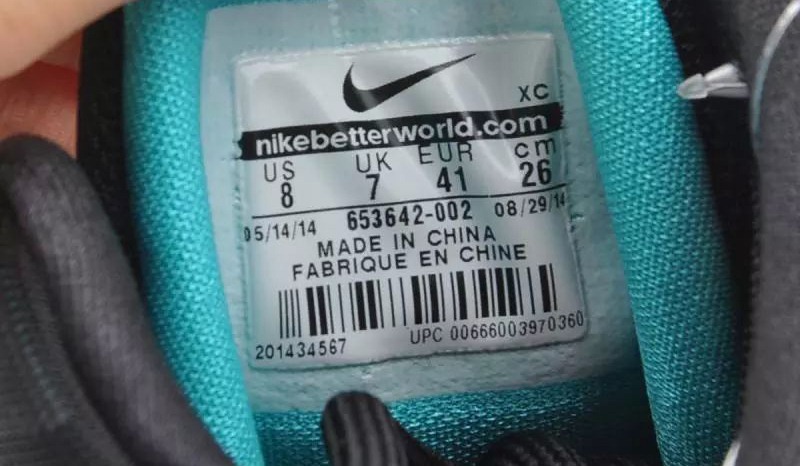 XC
nikebetterworld.com
US UK EUR cm
8 7 41 26
05/14/14 653642-002 08/29/14
MADE IN CHINA
FABRIQUE EN CHINE
201434567 UPC 00666003970360